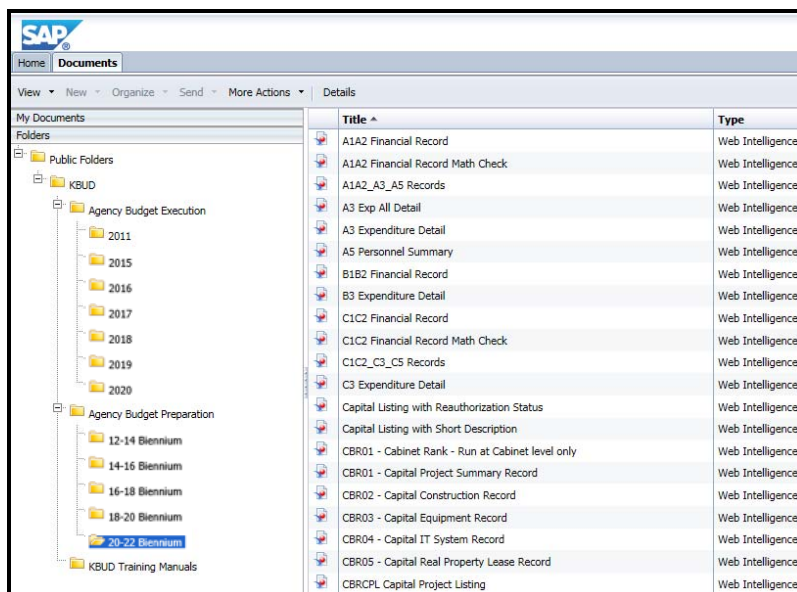 SAP
Home Documents
View New Organize Send More Actions Details
My Documents
Folders
Public Folders
KBUD
Agency Budget Execution
2011
2015
2016
2017
2018
2019
2020
Agency Budget Preparation
12-14 Biennium
14-16 Biennium
16-18 Biennium
18-20 Biennium
20-22 Biennium
KBUD Training Manuals
Title Type
A1A2 Financial Record Web Intelligence
A1A2 Financial Record Math Check Web Intelligence
A1A2_A3_A5 Records Web Intelligence
A3 Exp All Detail Web Intelligence
A3 Expenditure Detail Web Intelligence
A5 Personnel Summary Web Intelligence
B1B2 Financial Record Web Intelligence
B3 Expenditure Detail Web Intelligence
C1C2 Financial Record Web Intelligence
C1C2 Financial Record Math Check Web Intelligence
C1C2_C3_C5 Records Web Intelligence
C3 Expenditure Detail Web Intelligence
Capital Listing with Reauthorization Status Web Intelligence
Capital Listing with Short Description Web Intelligence
CBR01 - Cabinet Rank - Run at Cabinet level only Web Intelligence
CBR01 - Capital Project Summary Record Web Intelligence
CBR02 - Capital Construction Record Web Intelligence
CBR03 - Capital Equipment Record Web Intelligence
CBR04 - Capital IT System Record Web Intelligence
CBR05 - Capital Real Property Lease Record Web Intelligence
CBRCPL Capital Project Listing Web Intelligence